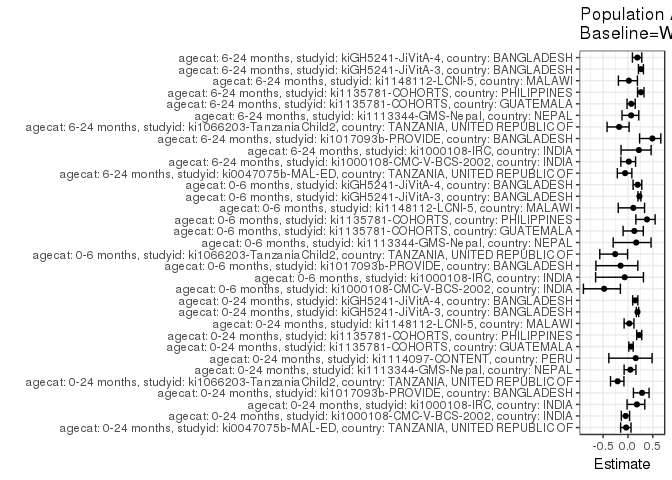 Population
Baseline=W
agecat: 6-24 months, studyid: kiGH5241-JiVitA-4, country: BANGLADESH
agecat: 6-24 months, studyid: kiGH5241-JiVitA-3, country: BANGLADESH
agecat: 6-24 months, studyid: ki1148112-LCNI-5, country: MALAWI
agecat: 6-24 months, studyid: ki1135781-COHORTS, country: PHILIPPINES
agecat: 6-24 months, studyid: ki1135781-COHORTS, country: GUATEMALA
agecat: 6-24 months, studyid: ki1113344-GMS-Nepal, country: NEPAL
agecat: 6-24 months, studyid: ki1066203-TanzaniaChild2, country: TANZANIA, UNITED REPUBLIC OF
agecat: 6-24 months, studyid: ki1017093b-PROVIDE, country: BANGLADESH
agecat: 6-24 months, studyid: ki1000108-IRC, country: INDIA
agecat: 6-24 months, studyid: ki1000108-CMC-V-BCS-2002, country: INDIA
agecat: 6-24 months, studyid: ki0047075b-MAL-ED, country: TANZANIA, UNITED REPUBLIC OF
agecat: 0-6 months, studyid: kiGH5241-JiVitA-4, country: BANGLADESH
agecat: 0-6 months, studyid: kiGH5241-JiVitA-3, country: BANGLADESH
agecat: 0-6 months, studyid: ki1148112-LCNI-5, country: MALAWI
agecat: 0-6 months, studyid: ki1135781-COHORTS, country: PHILIPPINES
agecat: 0-6 months, studyid: ki1135781-COHORTS, country: GUATEMALA
agecat: 0-6 months, studyid: ki1113344-GMS-Nepal, country: NEPAL
agecat: 0-6 months, studyid: ki1066203-TanzaniaChild2, country: TANZANIA, UNITED REPUBLIC OF
agecat: 0-6 months, studyid: ki1017093b-PROVIDE, country: BANGLADESH
agecat: 0-6 months, studyid: ki1000108-IRC, country: INDIA
agecat: 0-6 months, studyid: ki1000108-CMC-V-BCS-2002, country: INDIA
agecat: 0-24 months, studyid: kiGH5241-JiVitA-4, country: BANGLADESH
agecat: 0-24 months, studyid: kiGH5241-JiVitA-3, country: BANGLADESH
agecat: 0-24 months, studyid: ki1148112-LCNI-5, country: MALAWI
agecat: 0-24 months, studyid: ki1135781-COHORTS, country: PHILIPPINES
agecat: 0-24 months, studyid: ki1135781-COHORTS, country: GUATEMALA
agecat: 0-24 months, studyid: ki1114097-CONTENT, country: PERU
agecat: 0-24 months, studyid: ki1113344-GMS-Nepal, country: NEPAL
agecat: 0-24 months, studyid: ki1066203-TanzaniaChild2, country: TANZANIA, UNITED REPUBLIC OF
agecat: 0-24 months, studyid: ki1017093b-PROVIDE, country: BANGLADESH
agecat: 0-24 months, studyid: ki1000108-IRC, country: INDIA
agecat: 0-24 months, studyid: ki1000108-CMC-V-BCS-2002, country: INDIA
agecat: 0-24 months, studyid: ki0047075b-MAL-ED, country: TANZANIA, UNITED REPUBLIC OF
-0.5 0.0 0.5
Estimate